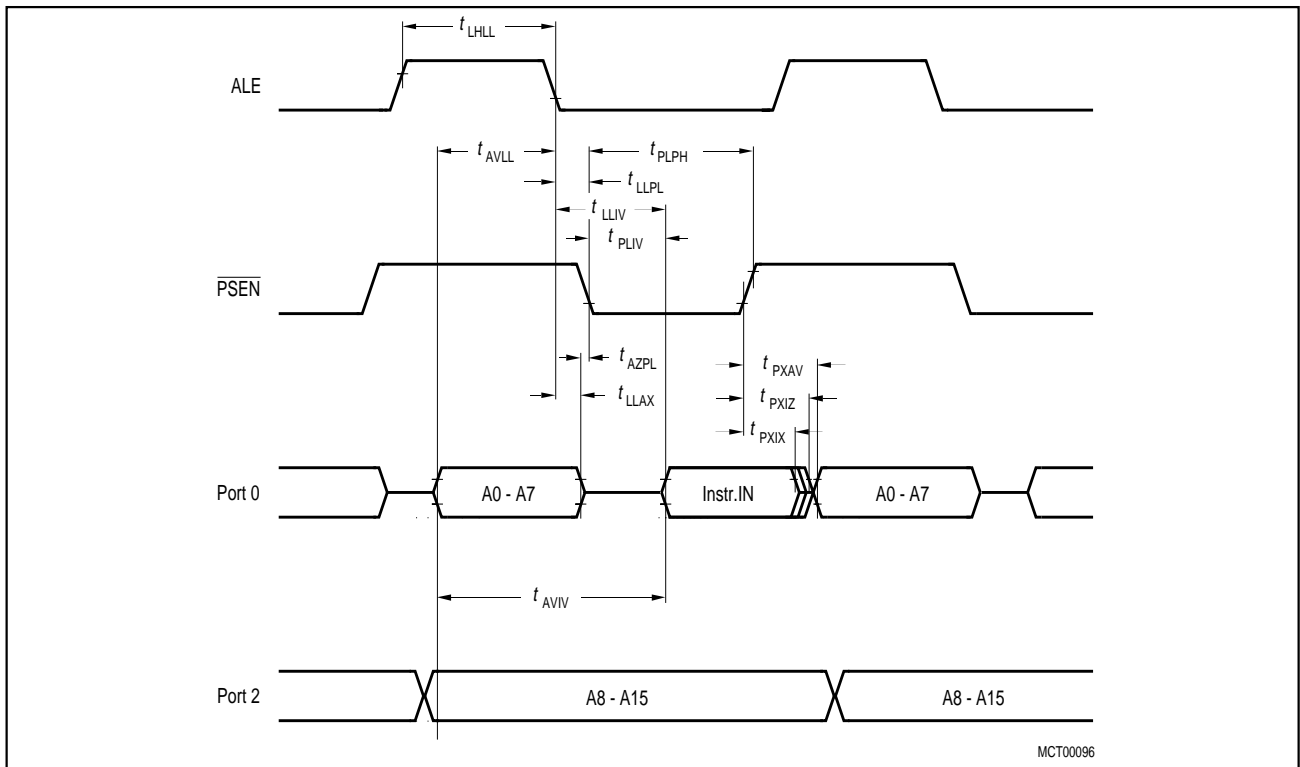 t LHLL
ALE
t AVLL
t PLPH
t LLPL
t LLIV
t PLIV
PSEN
t AZPL
t PXAV
t LLAX
t PXIZ
t PXIX
Port 0
A0 - A7
Instr.IN
A0 - A7
t AVIV
Port 2
A8 - A15
A8 - A15
MCT00096